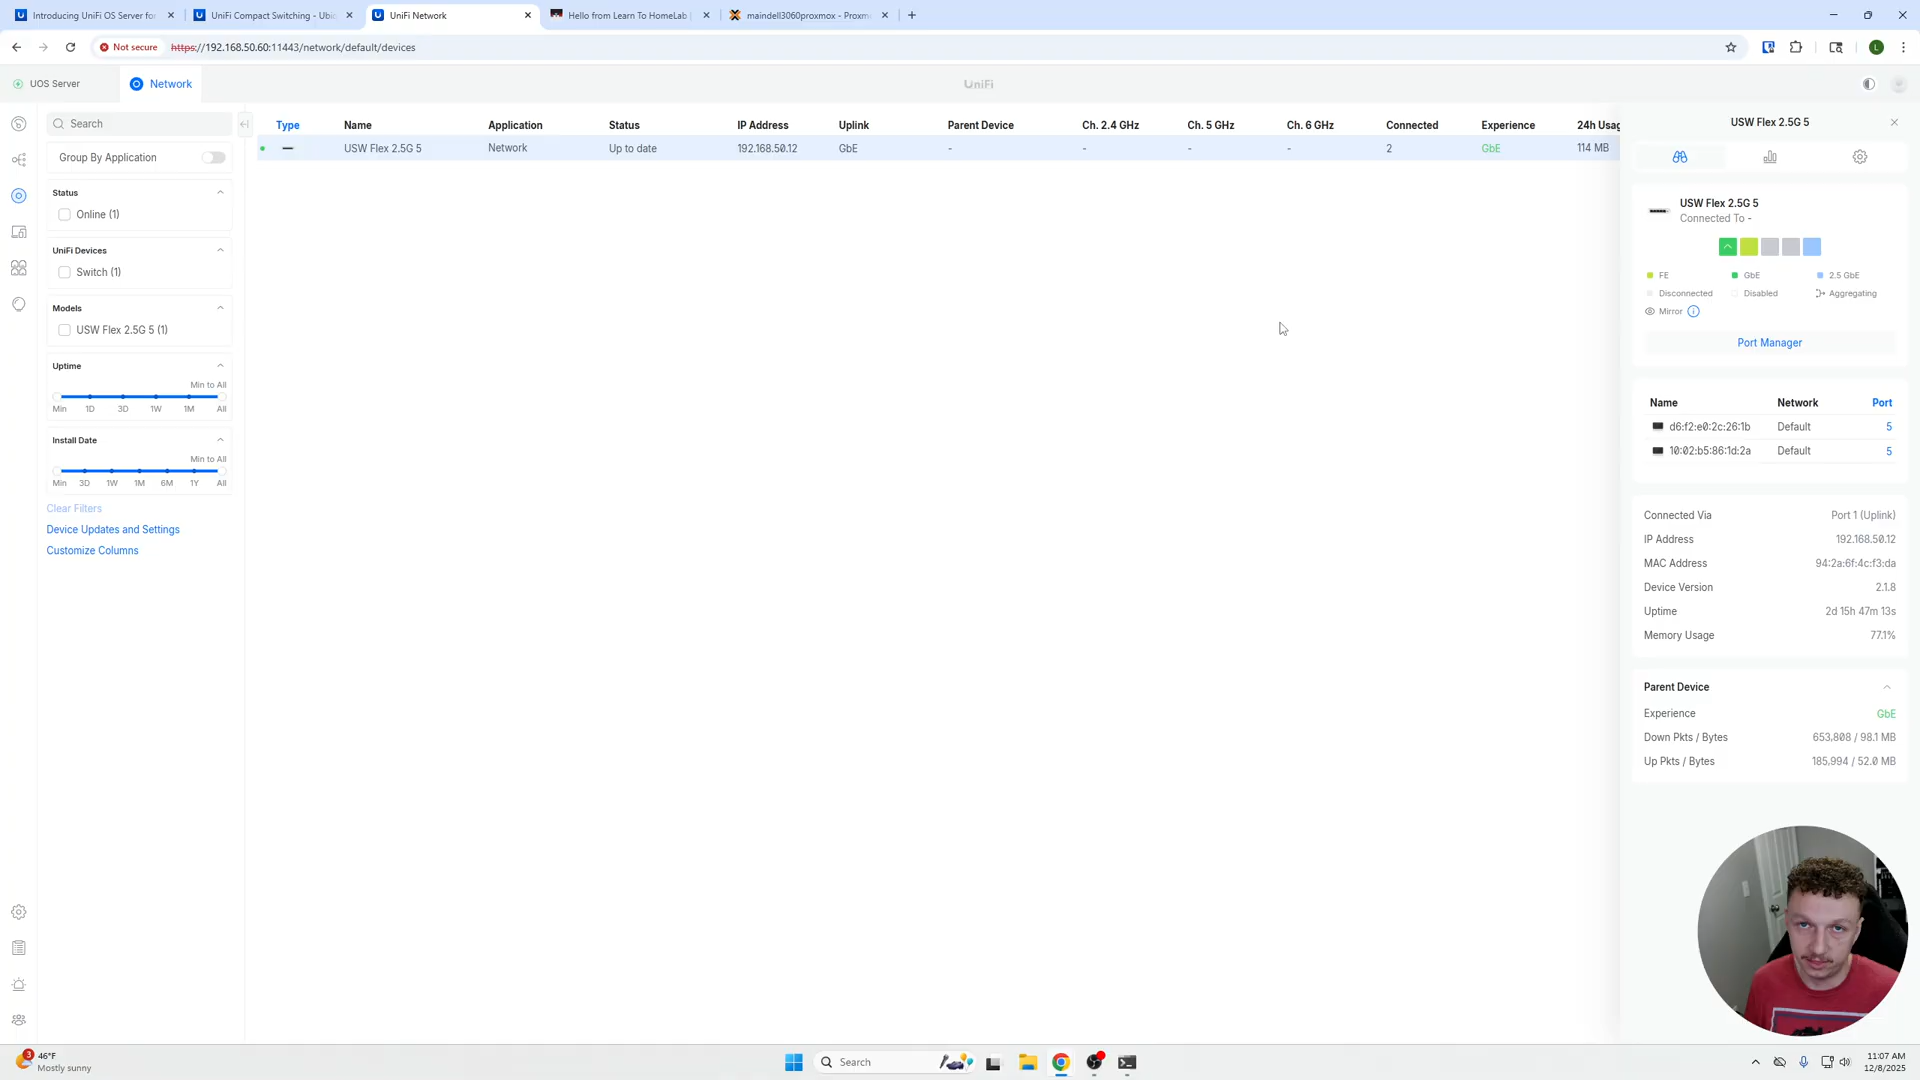 Introducing UniFi OS Server for
UniFi Compact Switching - Ubiq
UniFi Network
Hello from Learn To HomeLab |
maindell3060proxmox - Proxm
Not secure
https://192.168.50.60:11443/network/default/devices
L
UOS Server
Network
UniFi
Search
Group By Application
Status
Online (1)
UniFi Devices
Switch (1)
Models
USW Flex 2.5G 5 (1)
Uptime
Min to All
Min 1D 3D 1W 1M All
Install Date
Min to All
Min 3D 1W 1M 6M 1Y All
Clear Filters
Device Updates and Settings
Customize Columns
Type Name Application Status IP Address Uplink Parent Device Ch. 2.4 GHz Ch. 5 GHz Ch. 6 GHz Connected Experience 24h Usag
USW Flex 2.5G 5 Network Up to date 192.168.50.12 GbE - - - - 2 GbE 114 MB
USW Flex 2.5G 5
USW Flex 2.5G 5
Connected To -
FE GbE 2.5 GbE
Disconnected Disabled Aggregating
Mirror
Port Manager
Name Network Port
d6:f2:e0:2c:26:1b Default 5
10:02:b5:86:1d:2a Default 5
Connected Via Port 1 (Uplink)
IP Address 192.168.50.12
MAC Address 94:2a:6f:4c:f3:da
Device Version 2.1.8
Uptime 2d 15h 47m 13s
Memory Usage 77.1%
Parent Device
Experience GbE
Down Pkts / Bytes 653,808 / 98.1 MB
Up Pkts / Bytes 185,994 / 52.0 MB
3
46°F
Mostly sunny
Search
11:07 AM
12/8/2025